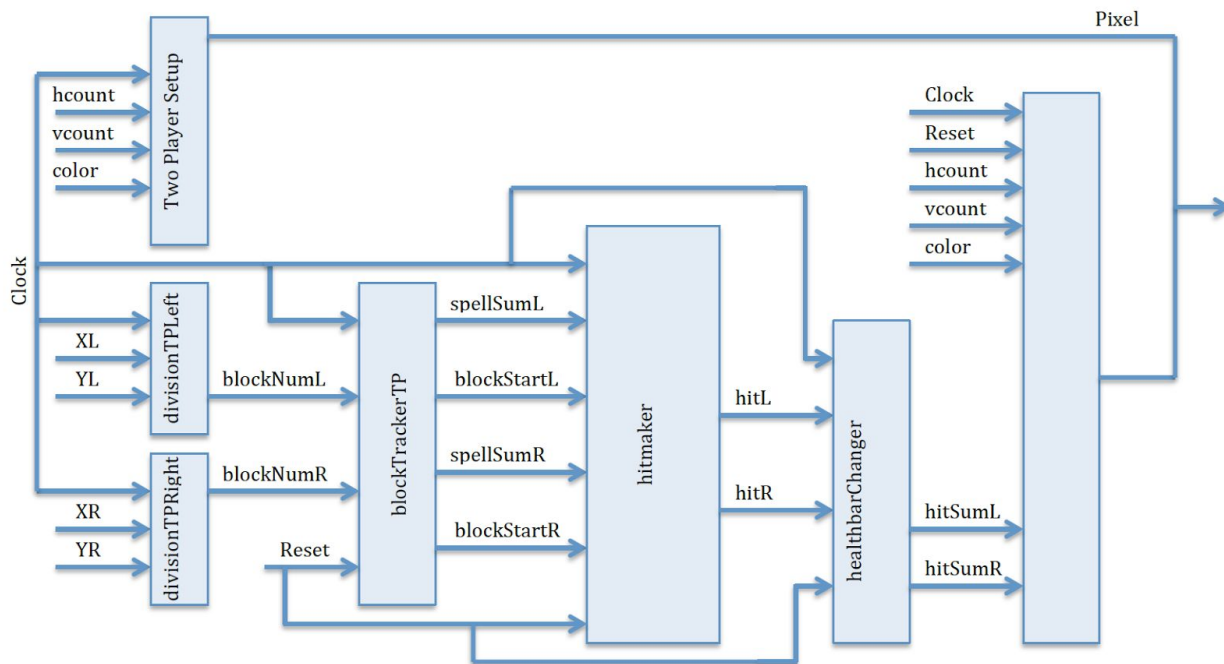 Pixel
Two Player Setup
hcount
vcount
color
Clock
Reset
hcount
vcount
color
Clock
divisionTPLeft
XL
YL
blockNumL
divisionTPRight
XR
YR
blockNumR
Reset
blockTrackerTP
spellSumL
blockStartL
spellSumR
blockStartR
hitmaker
hitL
hitR
healthbarChanger
hitSumL
hitSumR